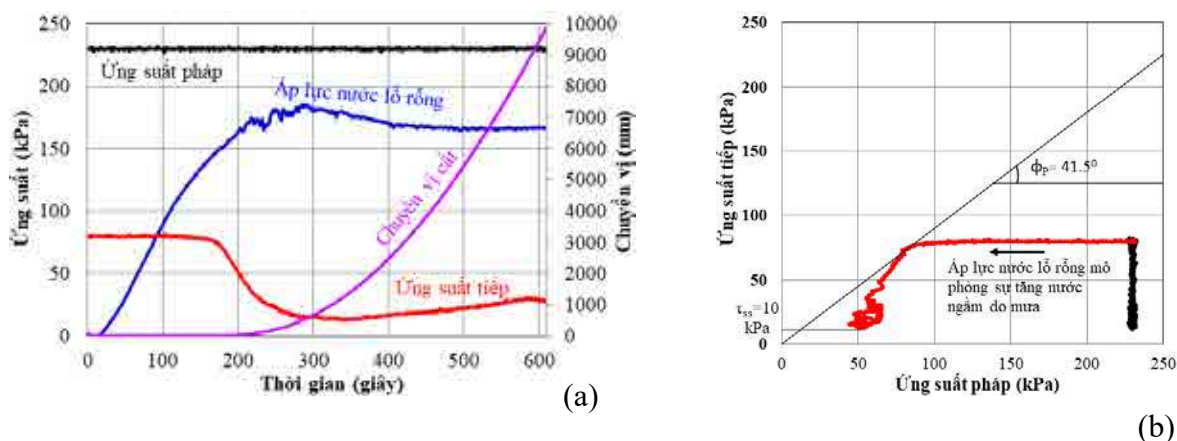 250
200
150
100
50
0
Ứng suất (kPa)
Ứng suất pháp
Áp lực nước lỗ rỗng
Chuyển vị cắt
Ứng suất tiếp
10000
9000
8000
7000
6000
5000
4000
3000
2000
1000
0
Chuyển vị (mm)
0 100 200 300 400 500 600
Thời gian (giây)
(a)
250
200
150
100
50
0
Ứng suất tiếp (kPa)
ϕP= 41.5⁰
Áp lực nước lỗ rỗng mô
phỏng sự tăng nước
ngầm do mưa
τss=10
kPa
0 50 100 150 200 250
Ứng suất pháp (kPa)
(b)